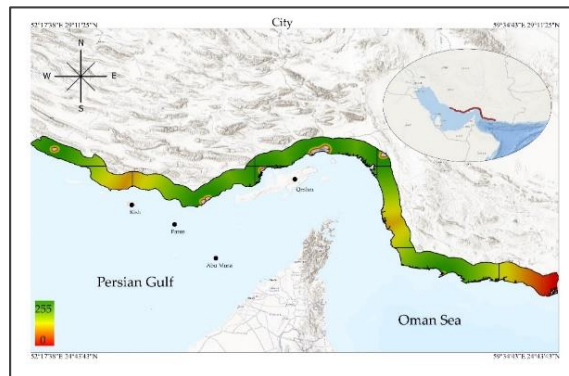 City
52°17'38"E 29°11'25"N
59°34'43"E 29°11'25"N
N
W
E
S
Qeshm
Kish
Farur
Abu Musa
Persian Gulf
Oman Sea
255
0
52°17'38"E 24°43'43"N
59°34'43"E 24°43'43"N